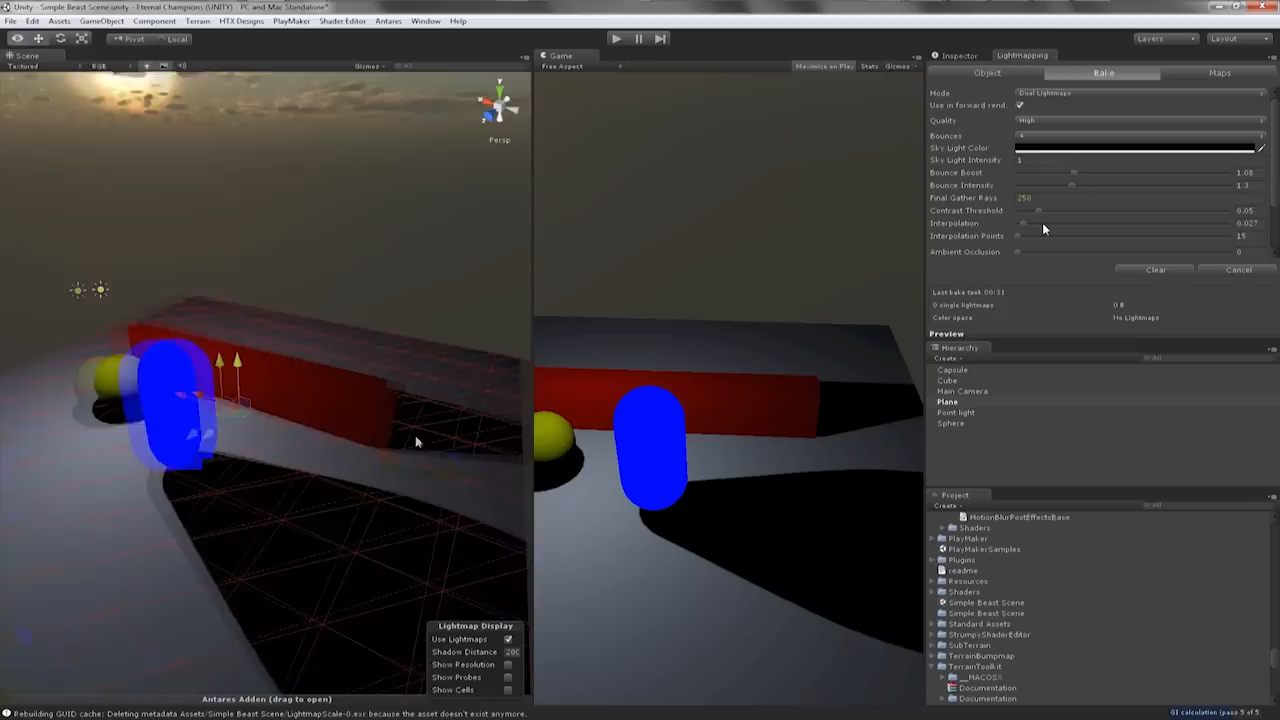 Unity - Simple Beast Scene.unity - Eternal Champions (UNITY) - PC and Mac Standalone*
File Edit Assets GameObject Component Terrain HTX Designs PlayMaker Shader Editor Antares Window Help
Pivot Local Layers Layout
Scene
Textured RGB Gizmos All
y
x
z
Persp
Game
Free Aspect Maximize on Play Stats Gizmos
Inspector Lightmapping
Object Bake Maps
Mode Dual Lightmaps
Use in forward rend.
Quality High
Bounces 4
Sky Light Color
Sky Light Intensity 1
Bounce Boost 1.08
Bounce Intensity 1.3
Final Gather Rays 250
Contrast Threshold 0.05
Interpolation 0.027
Interpolation Points 15
Ambient Occlusion 0
Clear Cancel
Last bake took 00:31
0 single lightmaps 0 B
Color space No Lightmaps
Preview
Hierarchy
Create All
Capsule
Cube
Main Camera
Plane
Point light
Sphere
Project
Create All
MotionBlurPostEffectsBase
Shaders
PlayMaker
PlayMakerSamples
Plugins
readme
Resources
Shaders
Simple Beast Scene
Simple Beast Scene
Standard Assets
StrumpyShaderEditor
SubTerrain
TerrainBumpmap
TerrainToolkit
__MACOSX
Documentation
Documentation
Lightmap Display
Use Lightmaps
Shadow Distance 200
Show Resolution
Show Probes
Show Cells
Antares Addon (drag to open)
Rebuilding GUID cache: Deleting metadata Assets/Simple Beast Scene/LightmapScale-0.exr because the asset doesn't exist anymore.
GI calculation (pass 5 of 5)